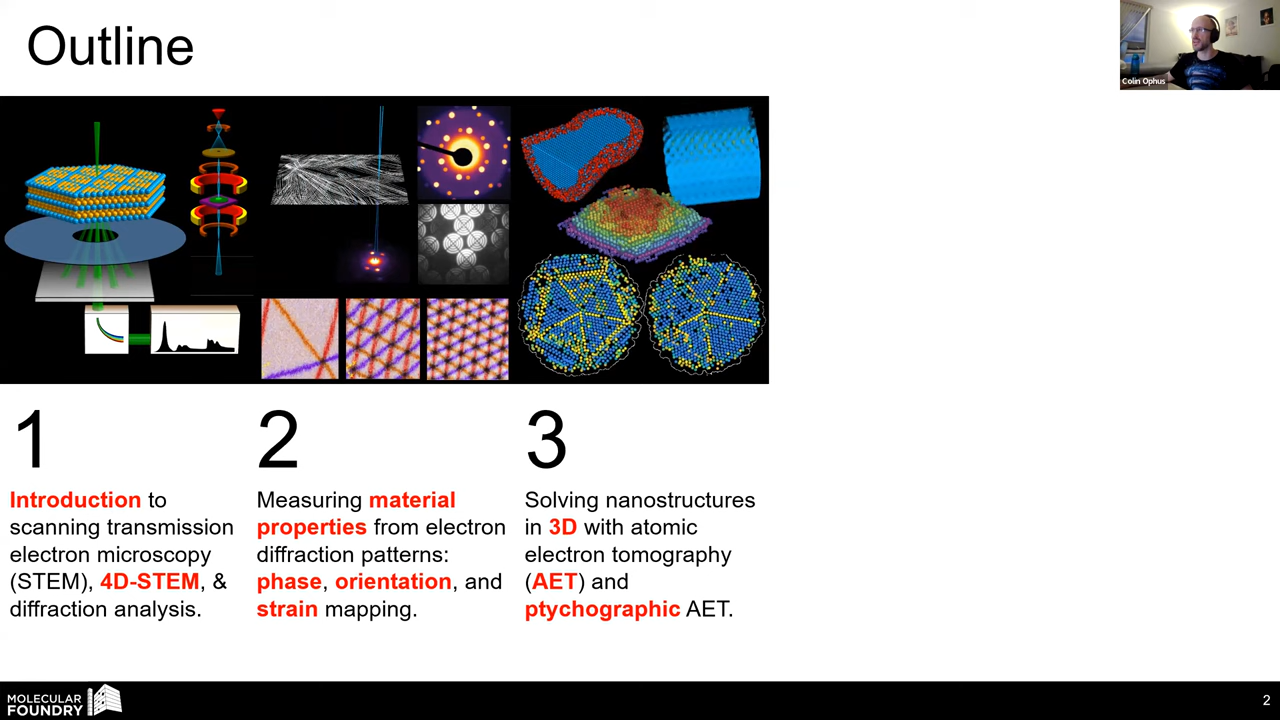 Outline
Colin Ophus
1
Introduction to
scanning transmission
electron microscopy
(STEM), 4D-STEM, &
diffraction analysis.
2
Measuring material
properties from electron
diffraction patterns:
phase, orientation, and
strain mapping.
3
Solving nanostructures
in 3D with atomic
electron tomography
(AET) and
ptychographic AET.
MOLECULAR
FOUNDRY
2